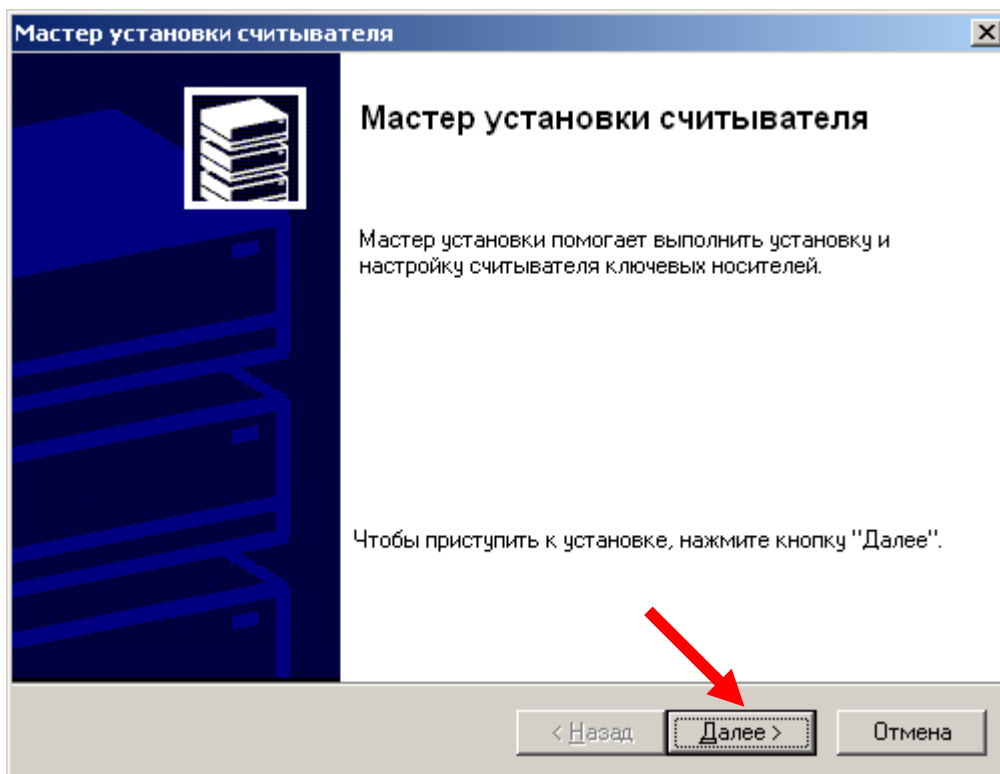 Мастер установки считывателя
Мастер установки считывателя
Мастер установки помогает выполнить установку и
настройку считывателя ключевых носителей.
Чтобы приступить к установке, нажмите кнопку "Далее".
< Назад
Далее >
Отмена